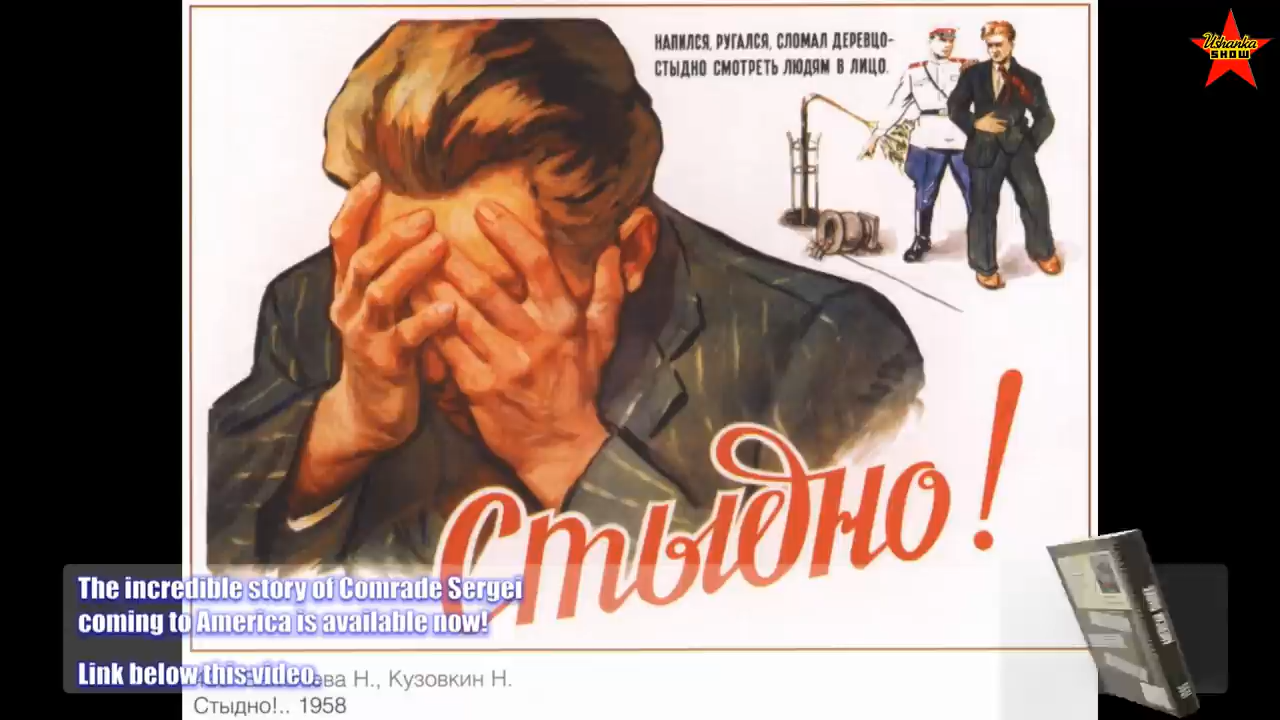 НАПИЛСЯ, РУГАЛСЯ, СЛОМАЛ ДЕРЕВЦО-
СТЫДНО СМОТРЕТЬ ЛЮДЯМ В ЛИЦО.
Ushanka
SHOW
Стыдно!
The incredible story of Comrade Sergei
coming to America is available now!
Link below this video.
Н., Кузовкин Н.
Стыдно!.. 1958